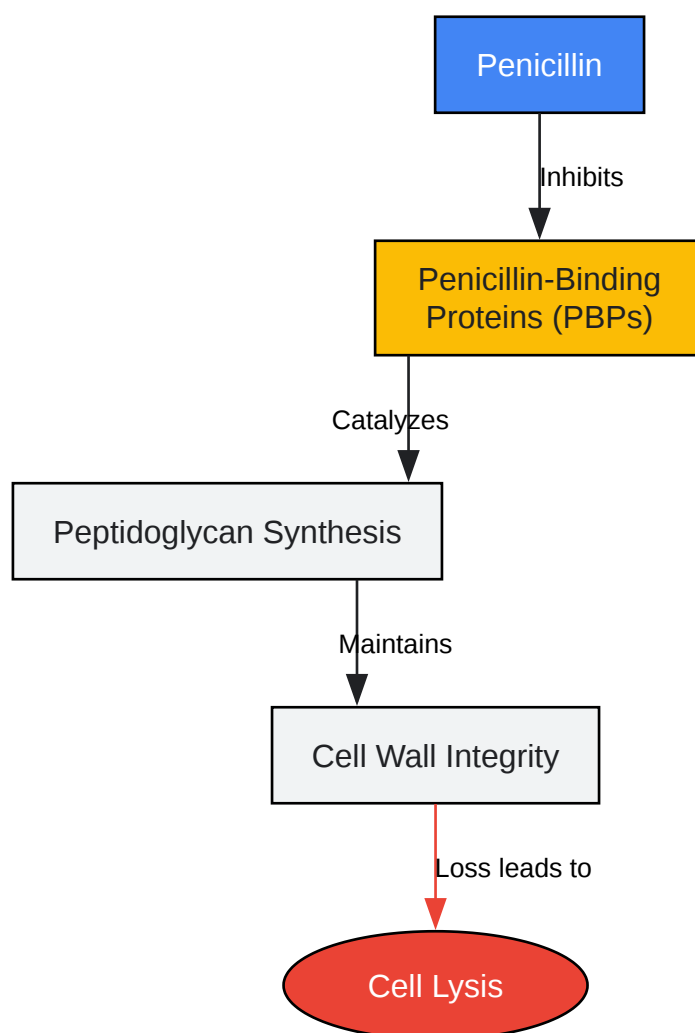 Penicillin
Inhibits
Penicillin-Binding
Proteins (PBPs)
Catalyzes
Peptidoglycan Synthesis
Maintains
Cell Wall Integrity
Loss leads to
Cell Lysis